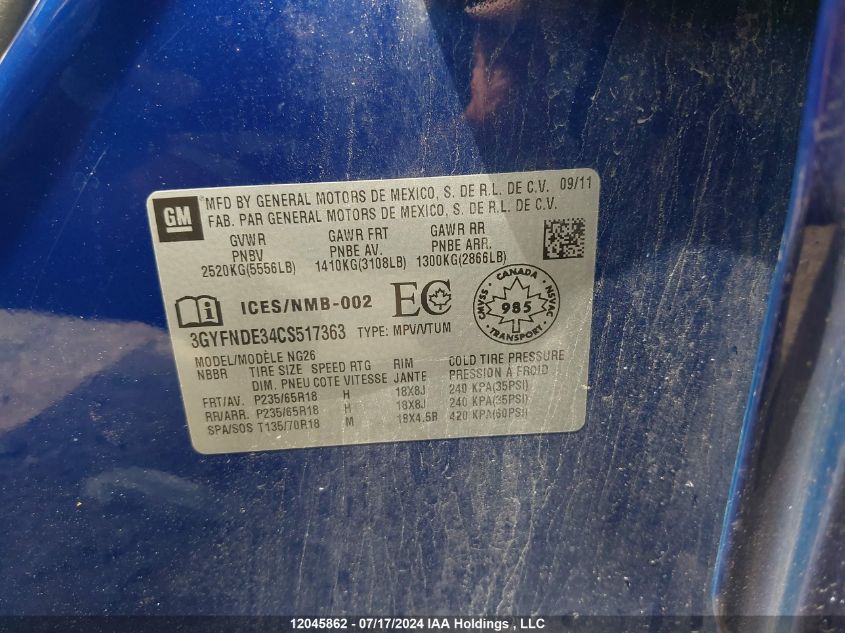 GM
MFD BY GENERAL MOTORS DE MEXICO, S. DE R.L. DE C.V. 09/11
FAB. PAR GENERAL MOTORS DE MEXICO, S. DE R.L. DE C.V.
GVWR GAWR FRT GAWR RR
PNBV PNBE AV. PNBE ARR.
2520KG(5556LB) 1410KG(3108LB) 1300KG(2866LB)
i ICES/NMB-002 EC
CANADA
CMVSS 985 NSVAC
TRANSPORT
3GYFNDE34CS517363 TYPE: MPV/VTUM
MODEL/MODÈLE NG26
NBBR TIRE SIZE SPEED RTG RIM COLD TIRE PRESSURE
DIM. PNEU COTE VITESSE JANTE PRESSION A FROID
FRT/AV. P235/65R18 H 18X8J 240 KPA(35PSI)
RR/ARR. P235/65R18 H 18X8J 240 KPA(35PSI)
SPA/SOS T135/70R18 M 18X4.5B 420 KPA(60PSI)
12045862 - 07/17/2024 IAA Holdings , LLC